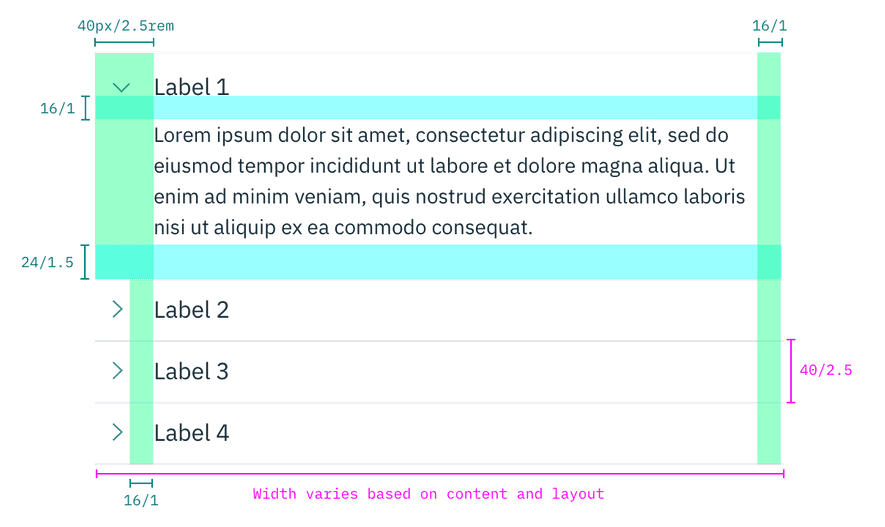 40px/2.5rem
16/1
Label 1
16/1
Lorem ipsum dolor sit amet, consectetur adipiscing elit, sed do
eiusmod tempor incididunt ut labore et dolore magna aliqua. Ut
enim ad minim veniam, quis nostrud exercitation ullamco laboris
nisi ut aliquip ex ea commodo consequat.
24/1.5
Label 2
Label 3
40/2.5
Label 4
Width varies based on content and layout
16/1